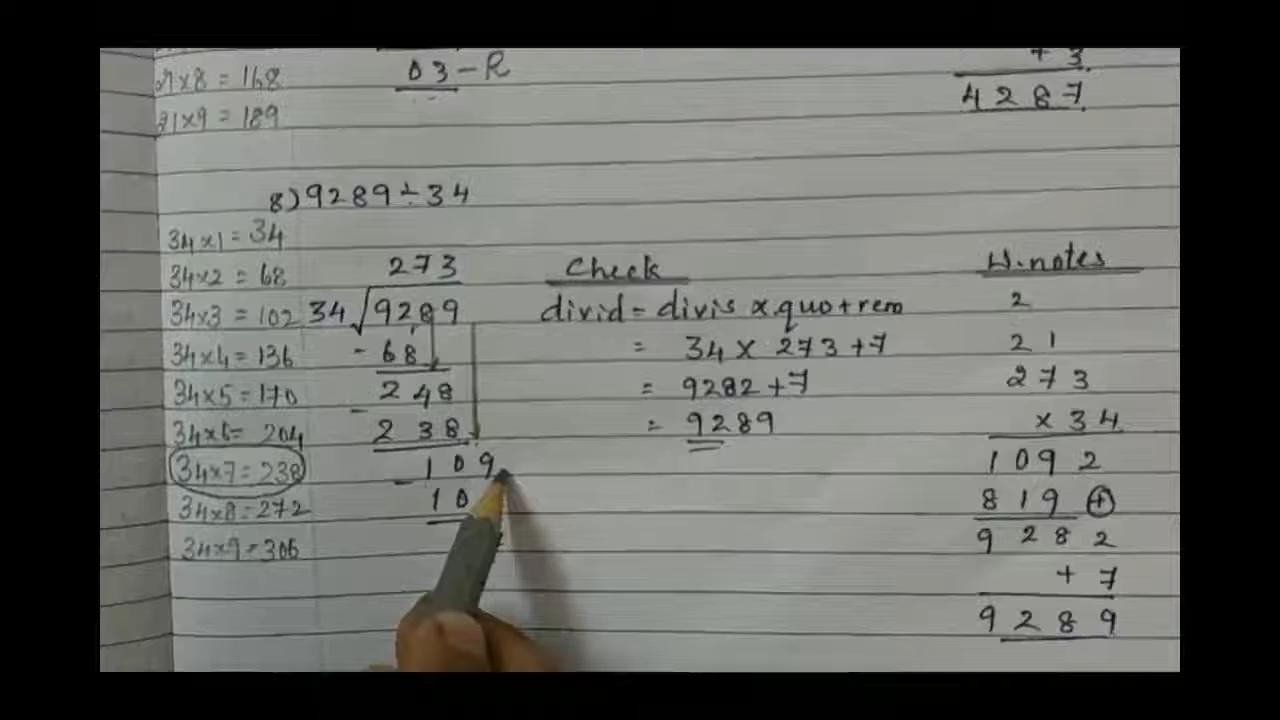 21×8 = 168
21×9 = 189
03 - R
+ 3
4287
8) 9289 ÷ 34
34×1 = 34
34×2 = 68
34×3 = 102
34×4 = 136
34×5 = 170
34×6 = 204
34×7 = 238
34×8 = 272
34×9 = 306
273
34 √9289
- 68
248
- 238
109
- 10
Check
divid = divis × quo + rem
= 34 × 273 + 7
= 9282 + 7
= 9289
W. notes
2
2 1
273
× 34
1092
819 +
9282
+ 7
9289